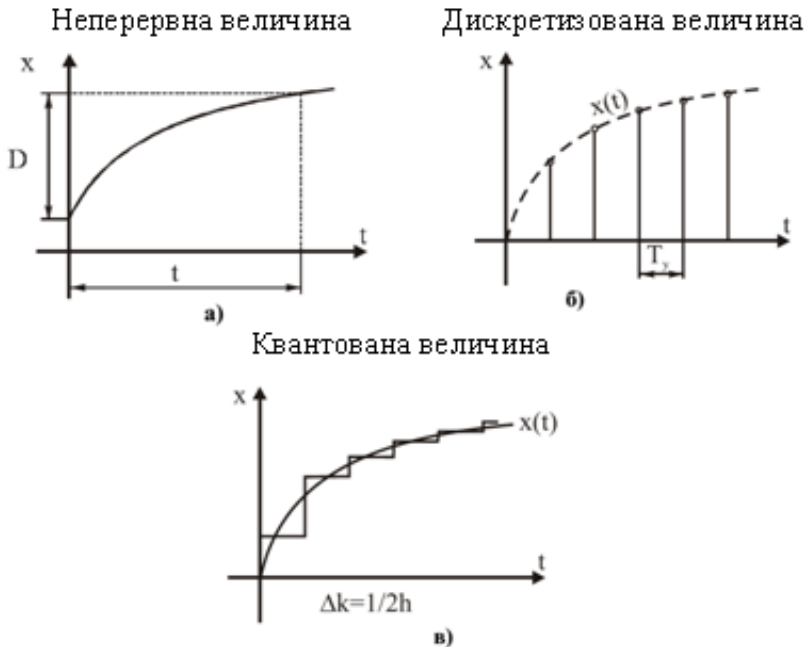 Неперервна величина
x
D
t
t
а)
Дискретизована величина
x
x(t)
t
Tу
б)
Квантована величина
x
x(t)
t
Δk=1/2h
в)